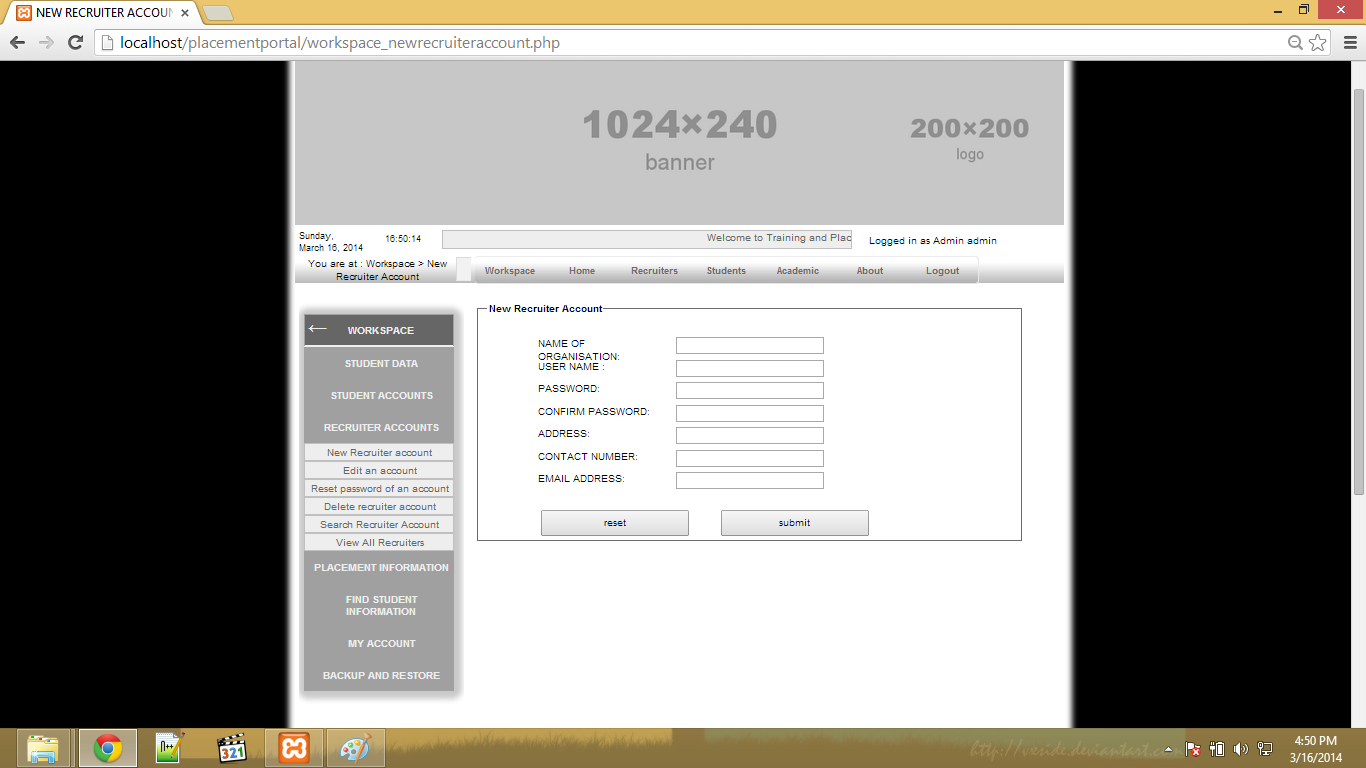 NEW RECRUITER ACCOUN
localhost/placementportal/workspace_newrecruiteraccount.php
1024×240
banner
200×200
logo
Sunday,
March 16, 2014
16:50:14
Welcome to Training and Plac
Logged in as Admin admin
You are at : Workspace > New
Recruiter Account
Workspace Home Recruiters Students Academic About Logout
← WORKSPACE
STUDENT DATA
STUDENT ACCOUNTS
RECRUITER ACCOUNTS
New Recruiter account
Edit an account
Reset password of an account
Delete recruiter account
Search Recruiter Account
View All Recruiters
PLACEMENT INFORMATION
FIND STUDENT
INFORMATION
MY ACCOUNT
BACKUP AND RESTORE
New Recruiter Account
NAME OF
ORGANISATION:
USER NAME :
PASSWORD:
CONFIRM PASSWORD:
ADDRESS:
CONTACT NUMBER:
EMAIL ADDRESS:
reset submit
321
http://veside.deviantart.com
4:50 PM
3/16/2014